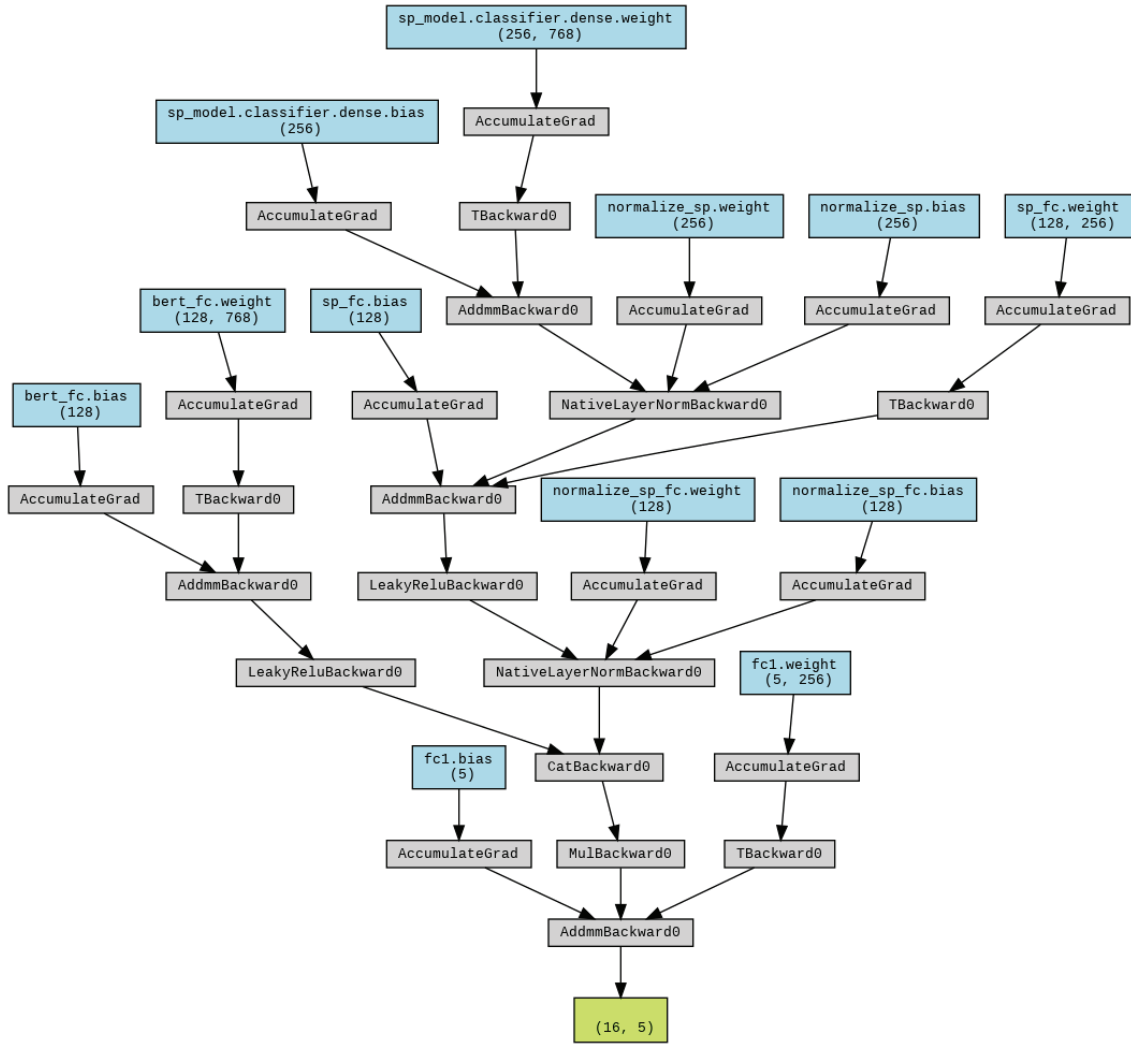 sp_model.classifier.dense.weight
(256, 768)
sp_model.classifier.dense.bias
(256)
AccumulateGrad
AccumulateGrad
TBackward0
normalize_sp.weight
(256)
normalize_sp.bias
(256)
sp_fc.weight
(128, 256)
bert_fc.weight
(128, 768)
sp_fc.bias
(128)
AddmmBackward0
AccumulateGrad
AccumulateGrad
AccumulateGrad
bert_fc.bias
(128)
AccumulateGrad
AccumulateGrad
NativeLayerNormBackward0
TBackward0
AccumulateGrad
TBackward0
AddmmBackward0
normalize_sp_fc.weight
(128)
normalize_sp_fc.bias
(128)
AddmmBackward0
LeakyReluBackward0
AccumulateGrad
AccumulateGrad
LeakyReluBackward0
NativeLayerNormBackward0
fc1.weight
(5, 256)
fc1.bias
(5)
CatBackward0
AccumulateGrad
AccumulateGrad
MulBackward0
TBackward0
AddmmBackward0
(16, 5)